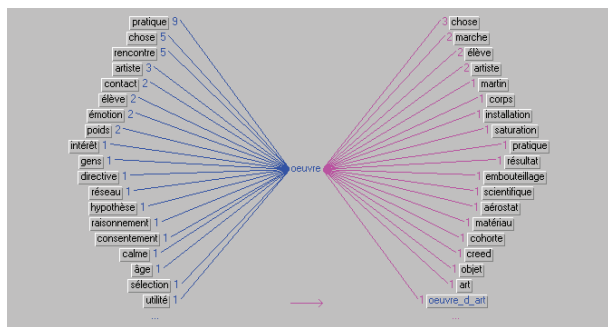 pratique 9
chose 5
rencontre 5
artiste 3
contact 2
élève 2
émotion 2
poids 2
intérêt 1
gens 1
directive 1
réseau 1
hypothèse 1
raisonnement 1
consentement 1
calme 1
âge 1
sélection 1
utilité 1
...
oeuvre
3 chose
2 marche
2 élève
2 artiste
1 martin
1 corps
1 installation
1 saturation
1 pratique
1 résultat
1 embouteillage
1 scientifique
1 aérostat
1 matériau
1 cohorte
1 creed
1 objet
1 art
1 oeuvre_d_art
...